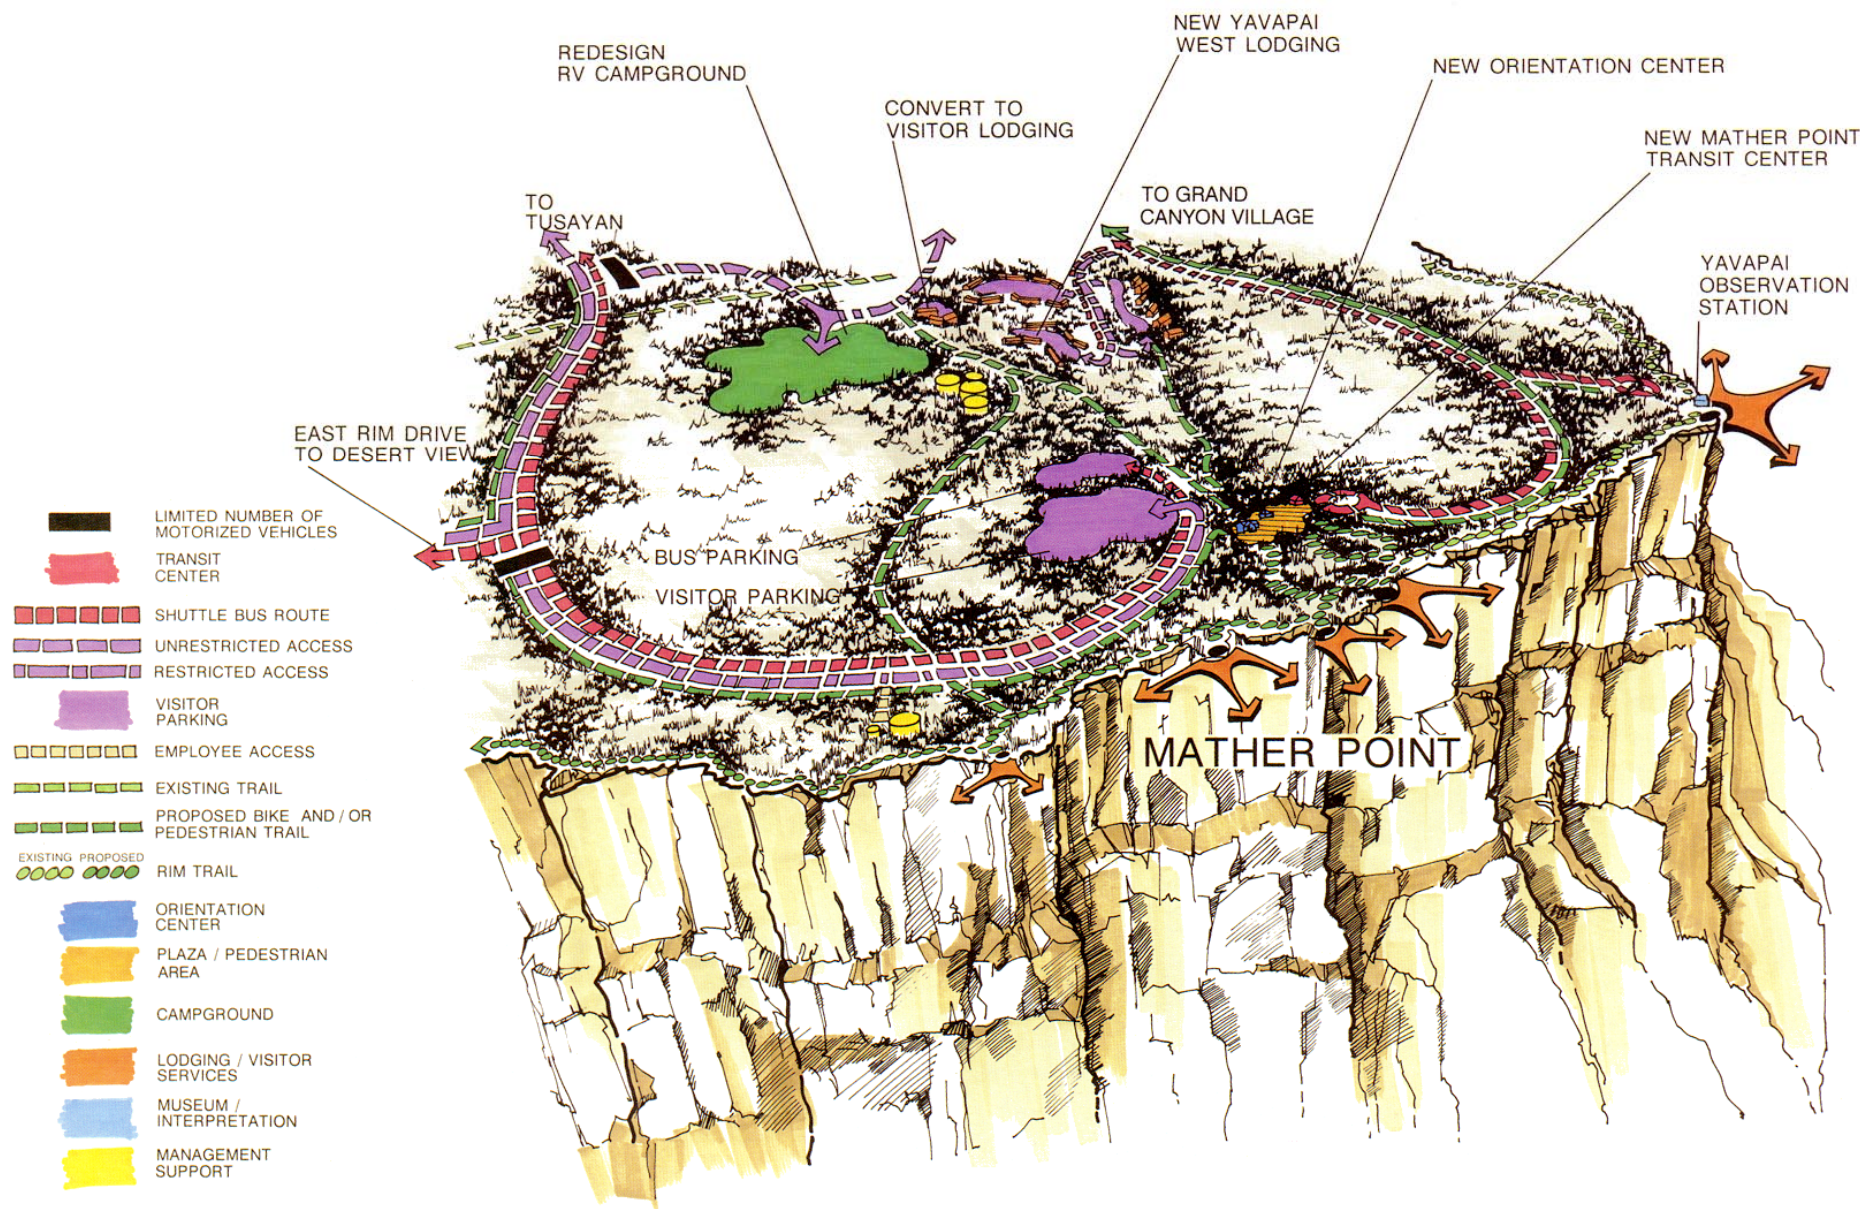 NEW YAVAPAI
WEST LODGING
REDESIGN
RV CAMPGROUND
NEW ORIENTATION CENTER
CONVERT TO
VISITOR LODGING
NEW MATHER POINT
TRANSIT CENTER
TO
TUSAYAN
TO GRAND
CANYON VILLAGE
YAVAPAI
OBSERVATION
STATION
EAST RIM DRIVE
TO DESERT VIEW
BUS PARKING
VISITOR PARKING
MATHER POINT
LIMITED NUMBER OF
MOTORIZED VEHICLES
TRANSIT
CENTER
SHUTTLE BUS ROUTE
UNRESTRICTED ACCESS
RESTRICTED ACCESS
VISITOR
PARKING
EMPLOYEE ACCESS
EXISTING TRAIL
PROPOSED BIKE AND / OR
PEDESTRIAN TRAIL
EXISTING PROPOSED
RIM TRAIL
ORIENTATION
CENTER
PLAZA / PEDESTRIAN
AREA
CAMPGROUND
LODGING / VISITOR
SERVICES
MUSEUM /
INTERPRETATION
MANAGEMENT
SUPPORT